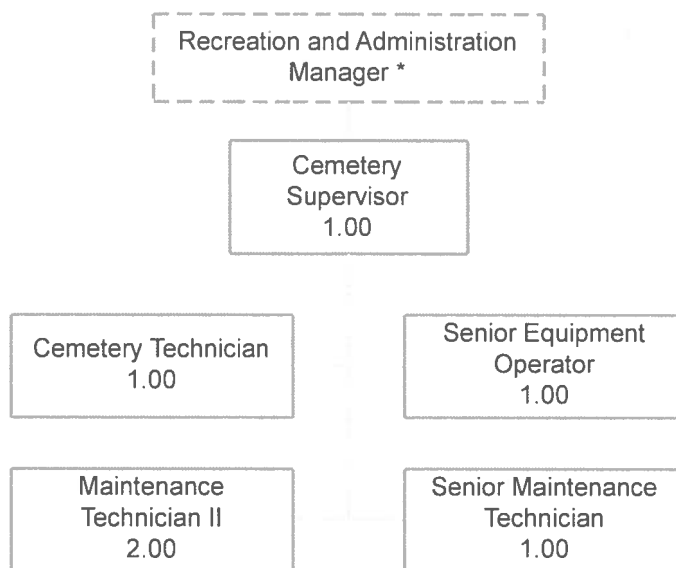 Recreation and Administration
Manager *
Cemetery
Supervisor
1.00
Cemetery Technician
1.00
Senior Equipment
Operator
1.00
Maintenance
Technician II
2.00
Senior Maintenance
Technician
1.00